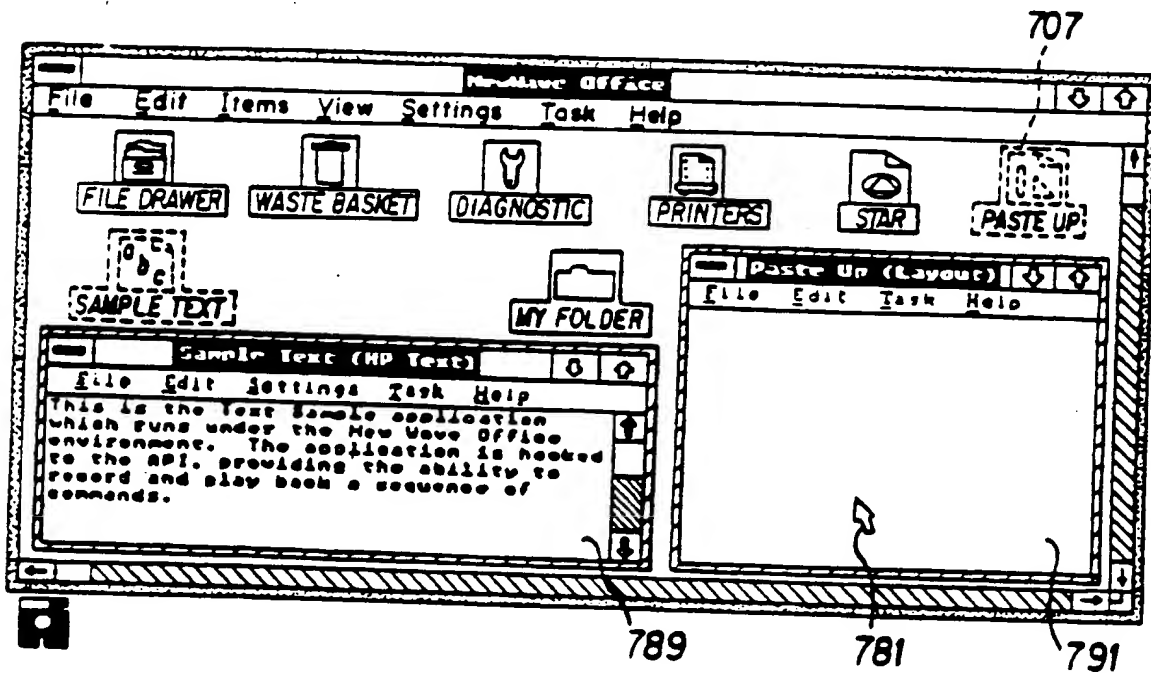 707
NewWave Office
File Edit Items View Settings Task Help
FILE DRAWER WASTE BASKET DIAGNOSTIC PRINTERS STAR PASTE UP
a b c
SAMPLE TEXT MY FOLDER
Paste Up (Layout)
File Edit Task Help
Sample Text (HP Text)
File Edit Settings Task Help
This is the Text Sample application
which runs under the New Wave Office
environment. The application is hooked
to the API, providing the ability to
record and play back a sequence of
commands.
789 781 791